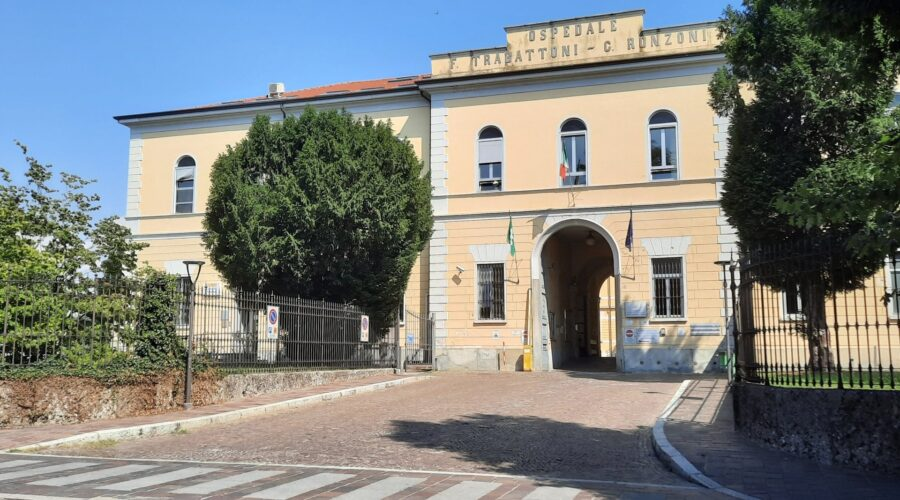 OSPEDALE
F. TRABATTONI - C. RONZONI